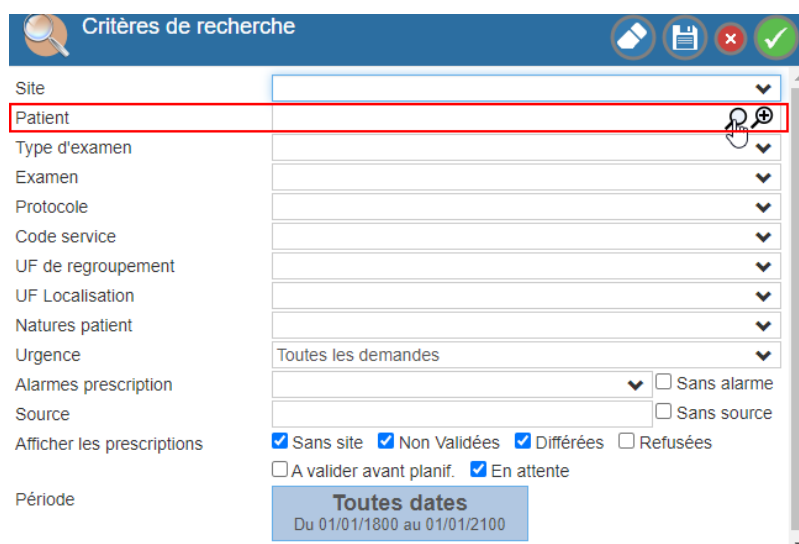 Critères de recherche
Site
Patient
Type d'examen
Examen
Protocole
Code service
UF de regroupement
UF Localisation
Natures patient
Urgence Toutes les demandes
Alarmes prescription Sans alarme
Source Sans source
Afficher les prescriptions Sans site Non Validées Différées Refusées
A valider avant planif. En attente
Période Toutes dates
Du 01/01/1800 au 01/01/2100